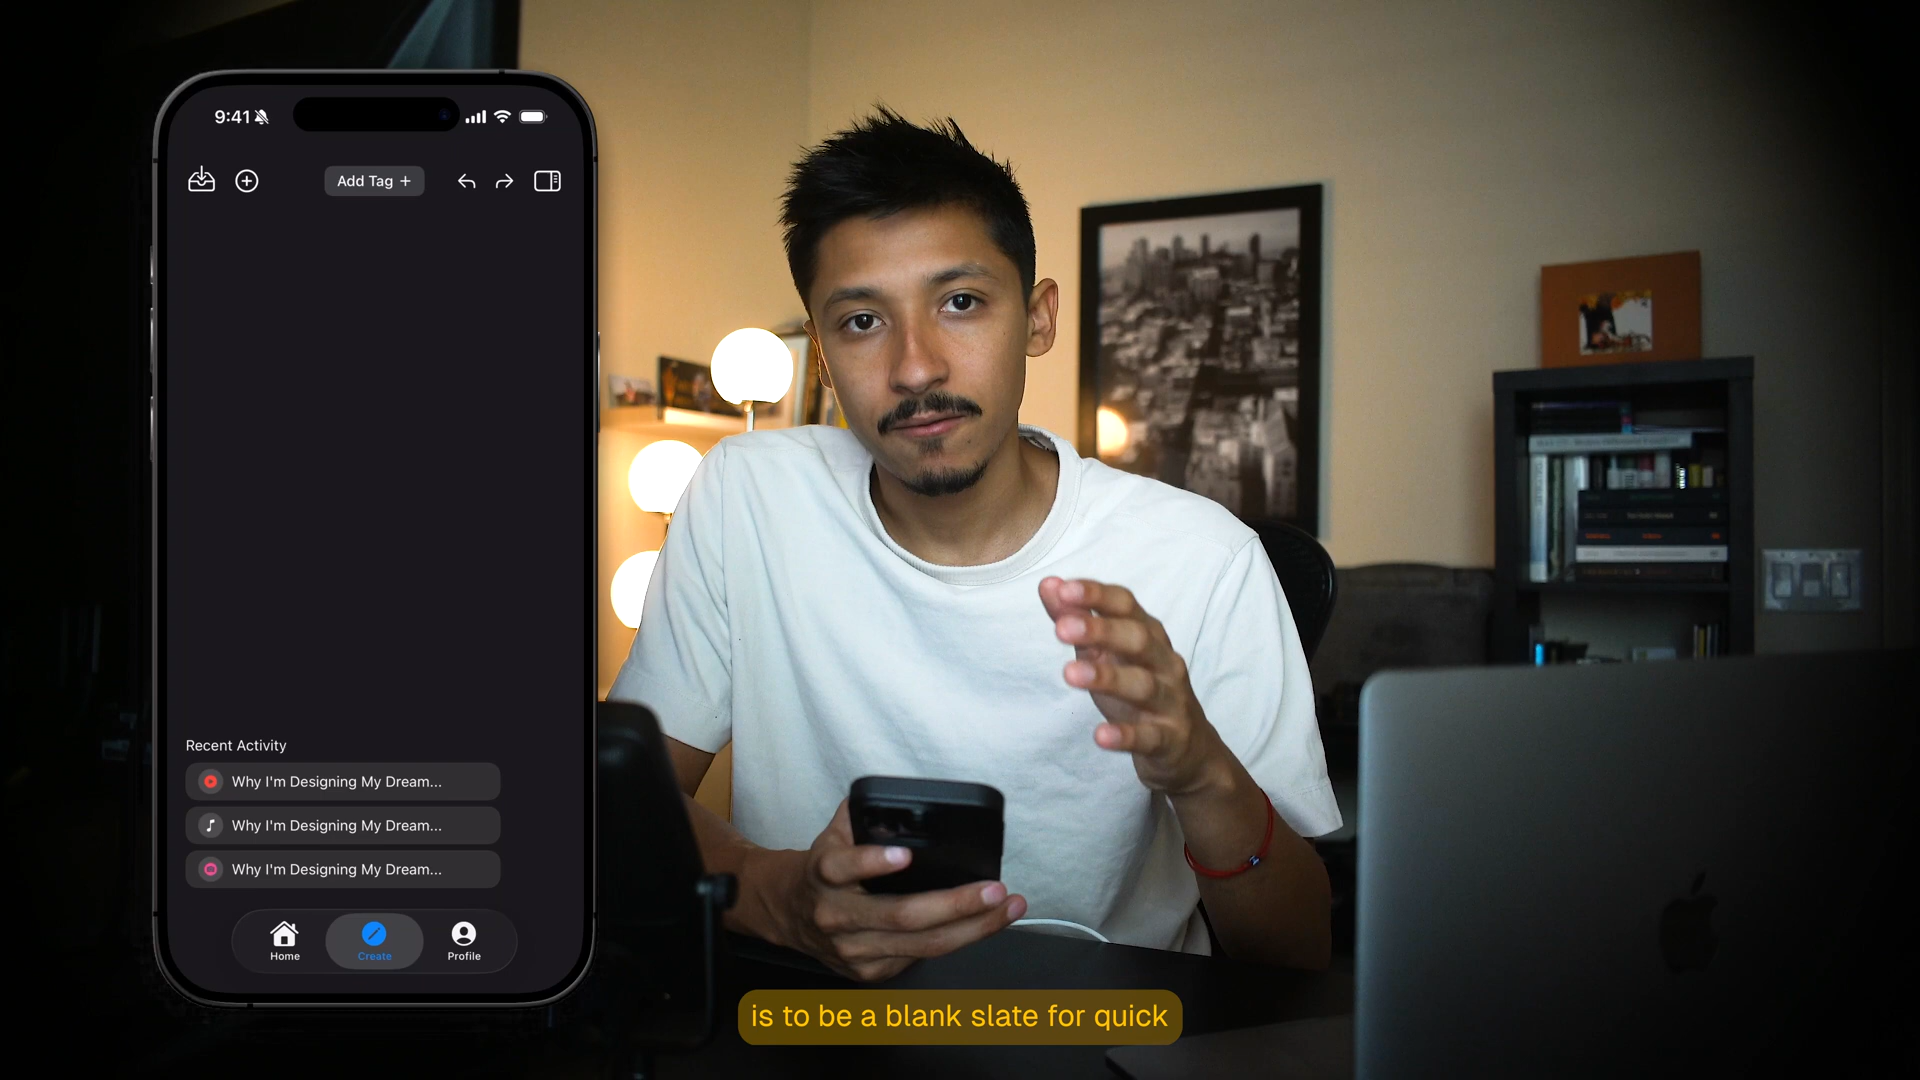 9:41
Add Tag +
Recent Activity
Why I'm Designing My Dream...
Why I'm Designing My Dream...
Why I'm Designing My Dream...
Home
Create
Profile
is to be a blank slate for quick